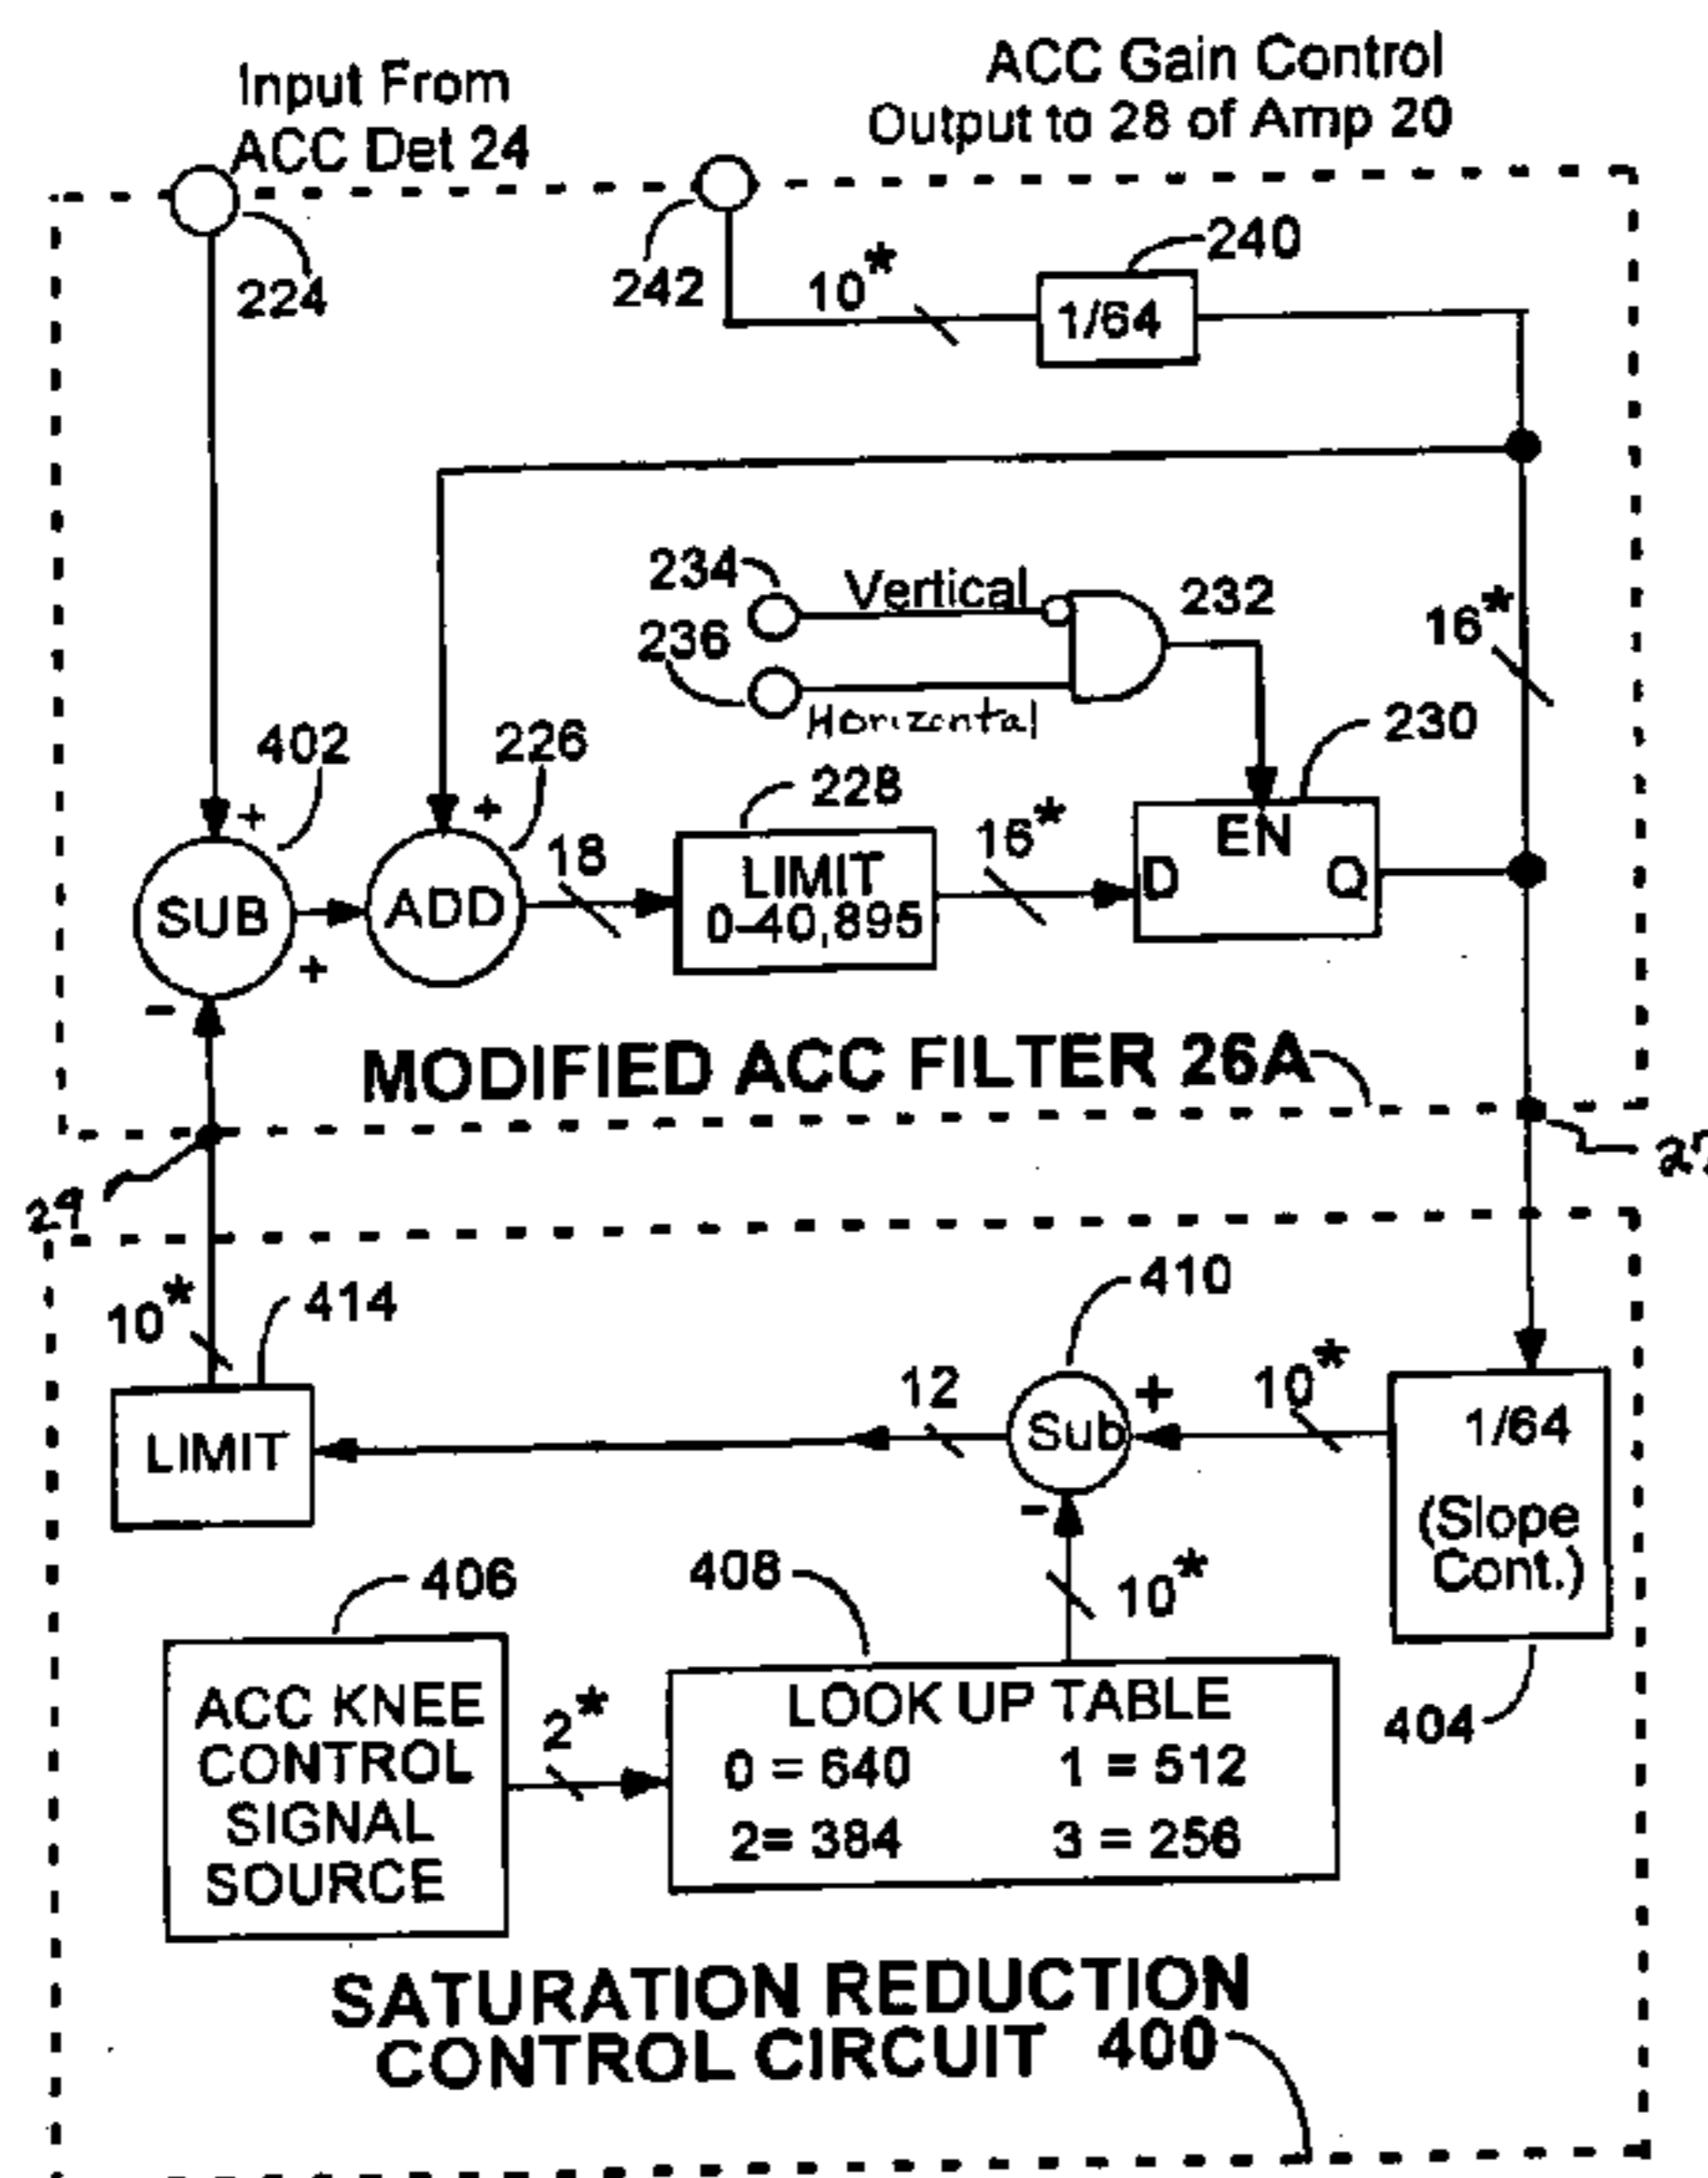 Input From
ACC Det 24
ACC Gain Control
Output to 28 of Amp 20
224
242
10*
240
1/64
234
Vertical
232
236
Horizontal
16*
402
226
228
230
+
+
18
16*
EN
SUB
ADD
LIMIT
0-40,895
D
Q
+
-
MODIFIED ACC FILTER 26A
29
10*
414
410
12
+
10*
LIMIT
Sub
1/64
(Slope
Cont.)
-
406
408
10*
404
ACC KNEE
CONTROL
SIGNAL
SOURCE
2*
LOOK UP TABLE
0 = 640 1 = 512
2= 384 3 = 256
SATURATION REDUCTION
CONTROL CIRCUIT 400